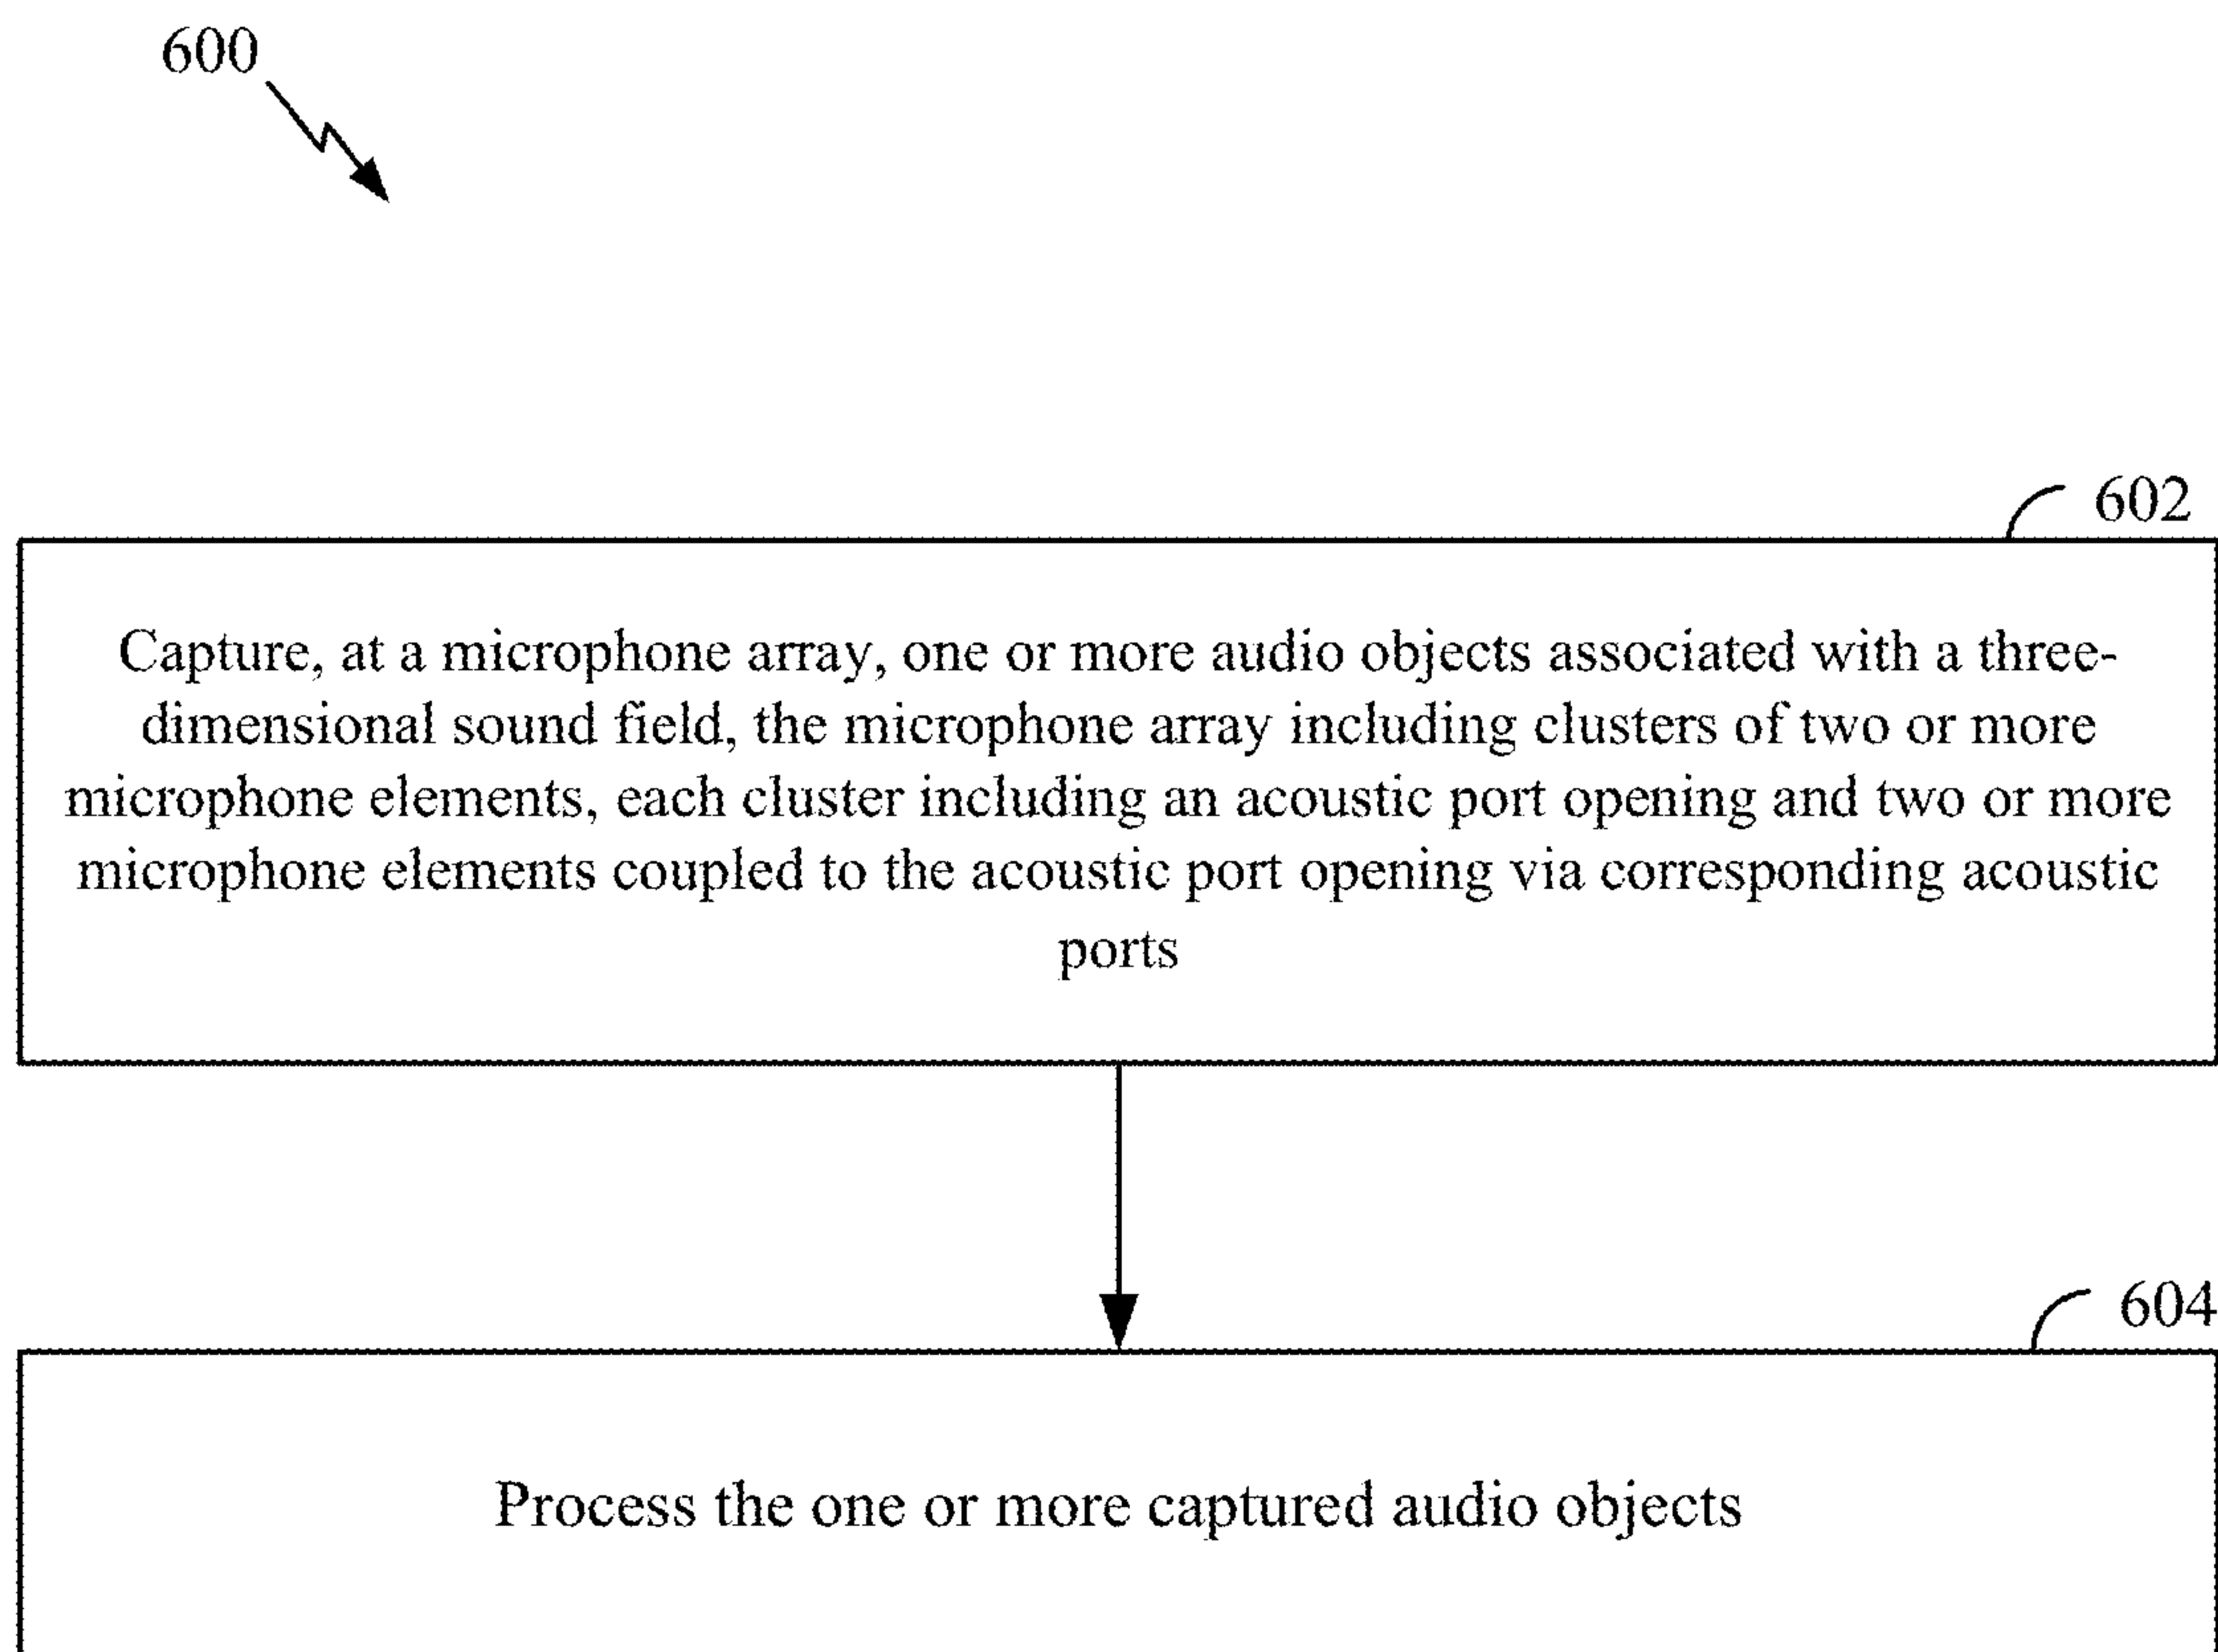 600
602
Capture, at a microphone array, one or more audio objects associated with a three-
dimensional sound field, the microphone array including clusters of two or more
microphone elements, each cluster including an acoustic port opening and two or more
microphone elements coupled to the acoustic port opening via corresponding acoustic
ports
604
Process the one or more captured audio objects